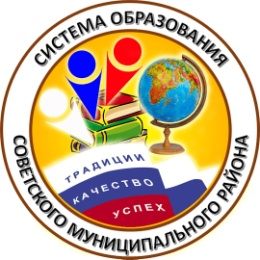 СИСТЕМА ОБРАЗОВАНИЯ
ТРАДИЦИИ
КАЧЕСТВО
УСПЕХ
СОВЕТСКОГО МУНИЦИПАЛЬНОГО РАЙОНА